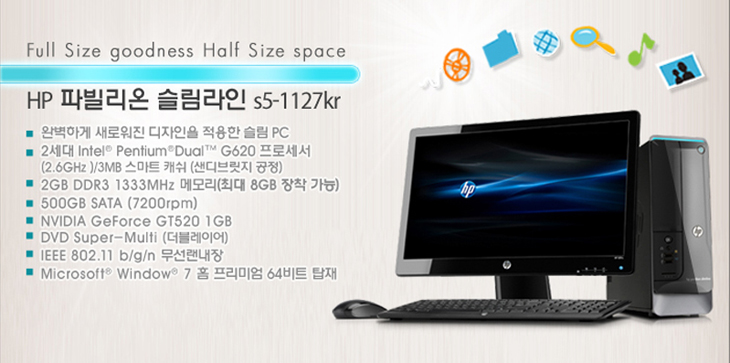 Full Size goodness Half Size space
HP 파빌리온 슬림라인 s5-1127kr
완벽하게 새로워진 디자인을 적용한 슬림 PC
2세대 Intel® Pentium®Dual™ G620 프로세서
(2.6GHz )/3MB 스마트 캐쉬 (샌디브릿지 공정)
2GB DDR3 1333MHz 메모리(최대 8GB 장착 가능)
500GB SATA (7200rpm)
NVIDIA GeForce GT520 1GB
DVD Super-Multi (더블레이어)
IEEE 802.11 b/g/n 무선랜내장
Microsoft® Window® 7 홈 프리미엄 64비트 탑재
hp